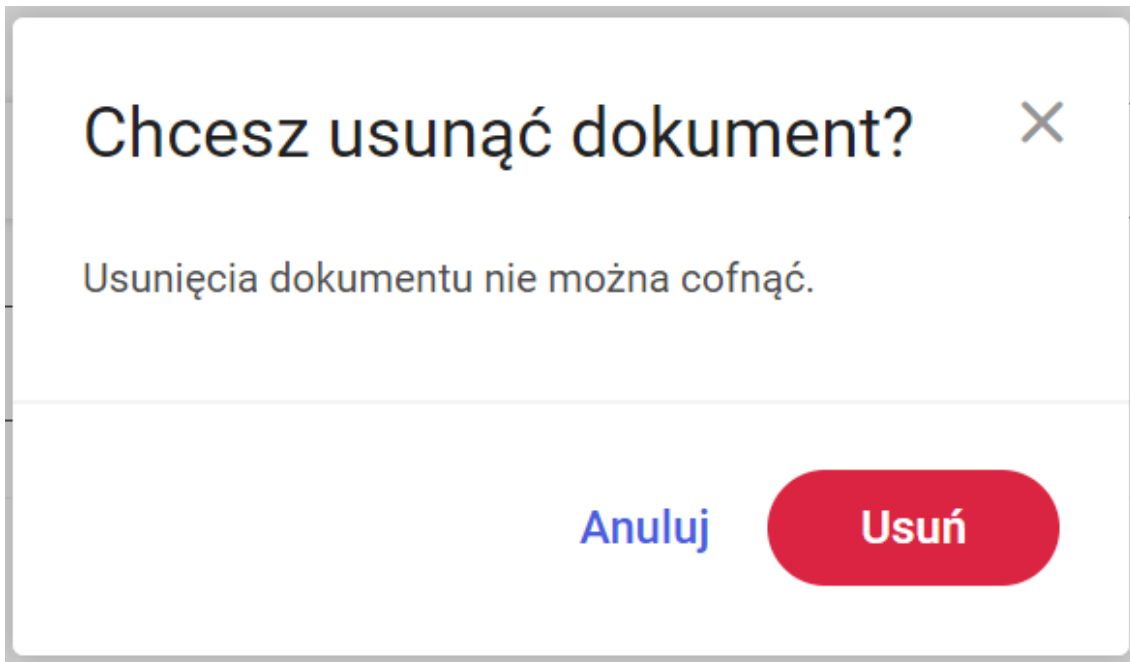 Chcesz usunąć dokument?
Usunięcia dokumentu nie można cofnąć.
Anuluj Usuń